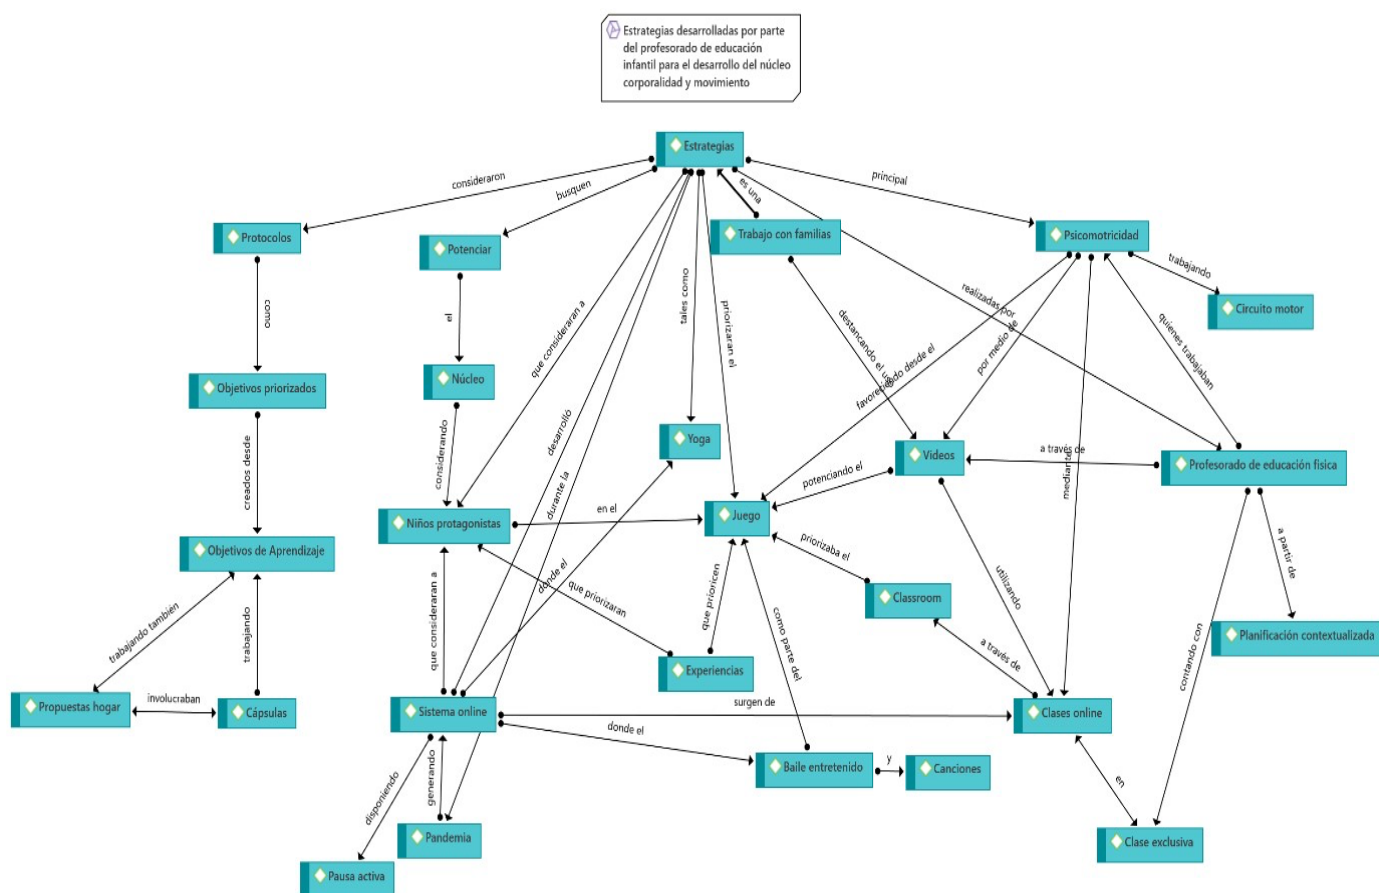 Estrategias desarrolladas por parte
del profesorado de educación
infantil para el desarrollo del núcleo
corporalidad y movimiento
Estrategias
consideraron
busquen
es una
principal
Protocolos
Potenciar
Trabajo con familias
Psicomotricidad
trabajando
Circuito motor
como
el
que consideraran a
tales como
priorizaran el
destancando el us
realizadas por
favoreciendo desde el
por medio de
quienes trabajaban
Objetivos priorizados
Núcleo
creados desde
considerando
desarrolló
durante la
Yoga
Videos
a través de
Profesorado de educación fisica
potenciando el
mediante
Niños protagonistas
en el
Juego
Objetivos de Aprendizaje
donde el
priorizaba el
utilizando
a partir de
que consideraran a
que priorizaran
que prioricen
Classroom
trabajando también
trabajando
como parte del
a través de
contando con
Planificación contextualizada
Experiencias
Propuestas hogar
involucraban
Cápsulas
Sistema online
surgen de
Clases online
donde el
disponiendo
generando
Baile entretenido
y
Canciones
en
Pandemia
Clase exclusiva
Pausa activa